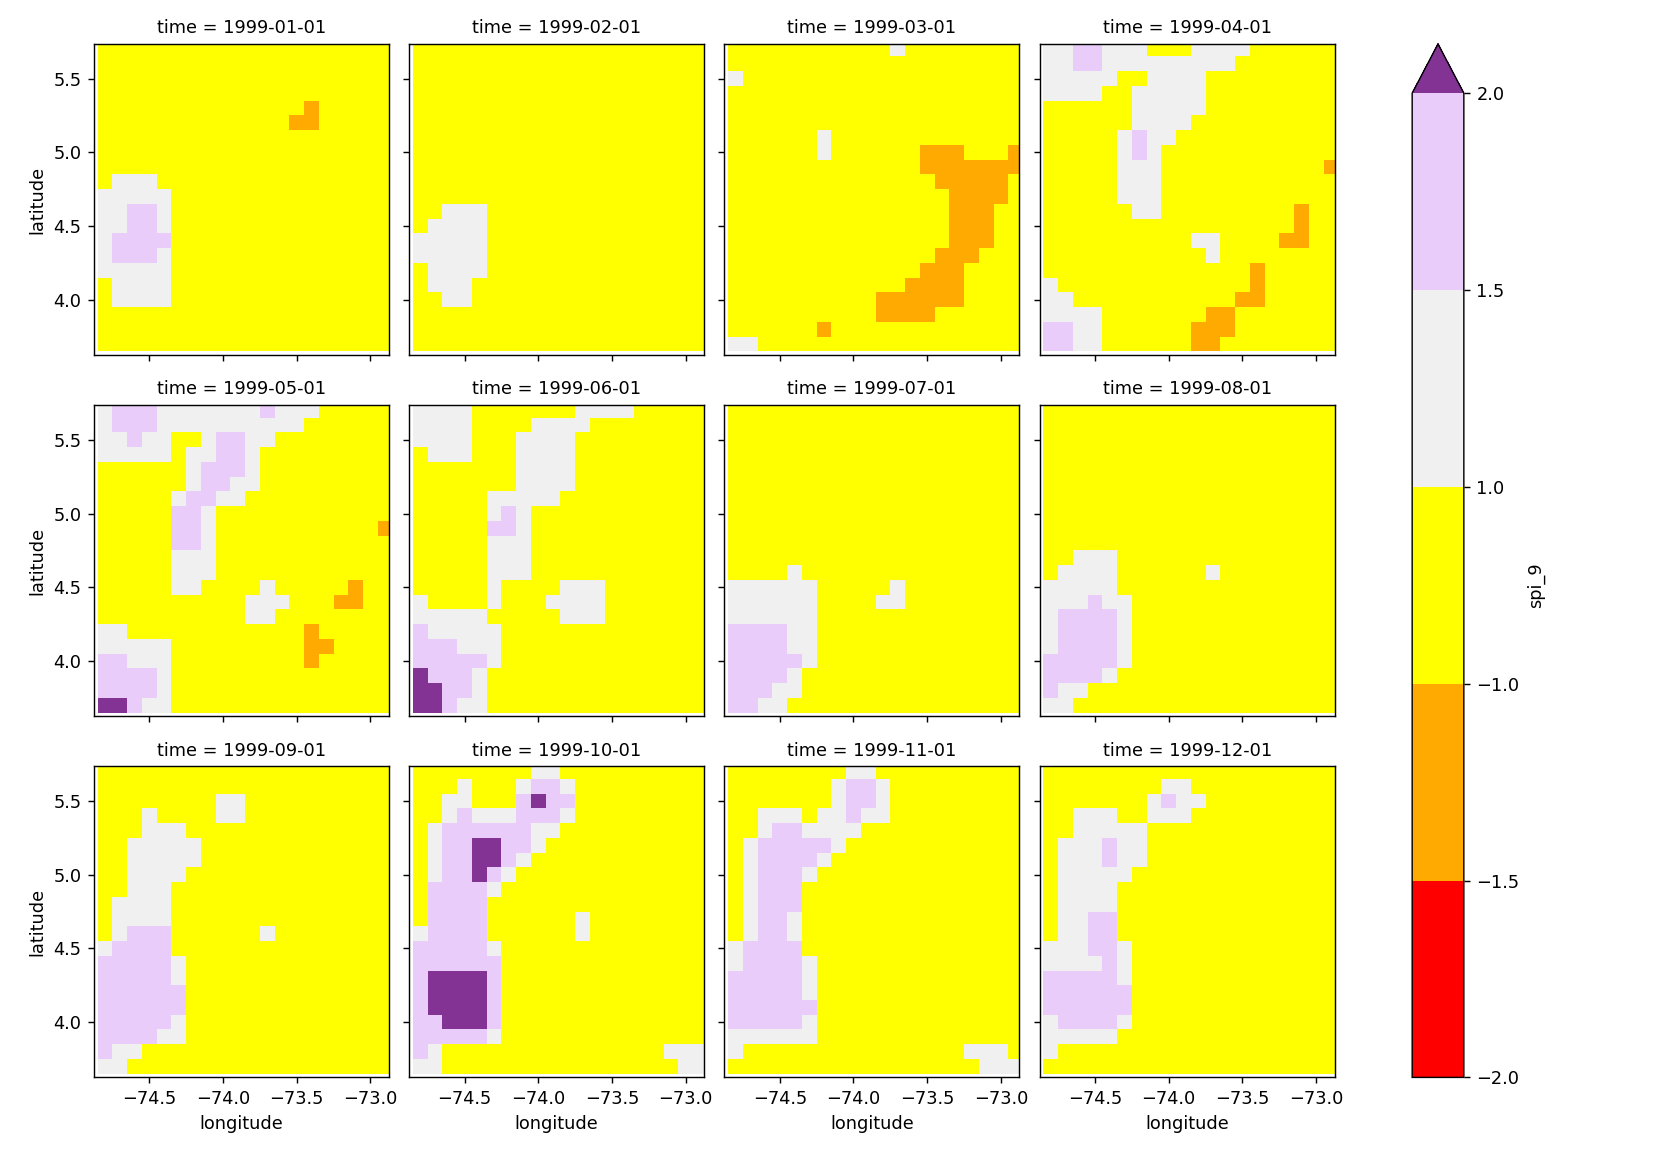 time = 1999-01-01
time = 1999-02-01
time = 1999-03-01
time = 1999-04-01
5.5
5.0
4.5
4.0
latitude
time = 1999-05-01
time = 1999-06-01
time = 1999-07-01
time = 1999-08-01
5.5
5.0
4.5
4.0
latitude
time = 1999-09-01
time = 1999-10-01
time = 1999-11-01
time = 1999-12-01
5.5
5.0
4.5
4.0
latitude
−74.5 −74.0 −73.5 −73.0
longitude
−74.5 −74.0 −73.5 −73.0
longitude
−74.5 −74.0 −73.5 −73.0
longitude
−74.5 −74.0 −73.5 −73.0
longitude
2.0
1.5
1.0
−1.0
−1.5
−2.0
spi_9